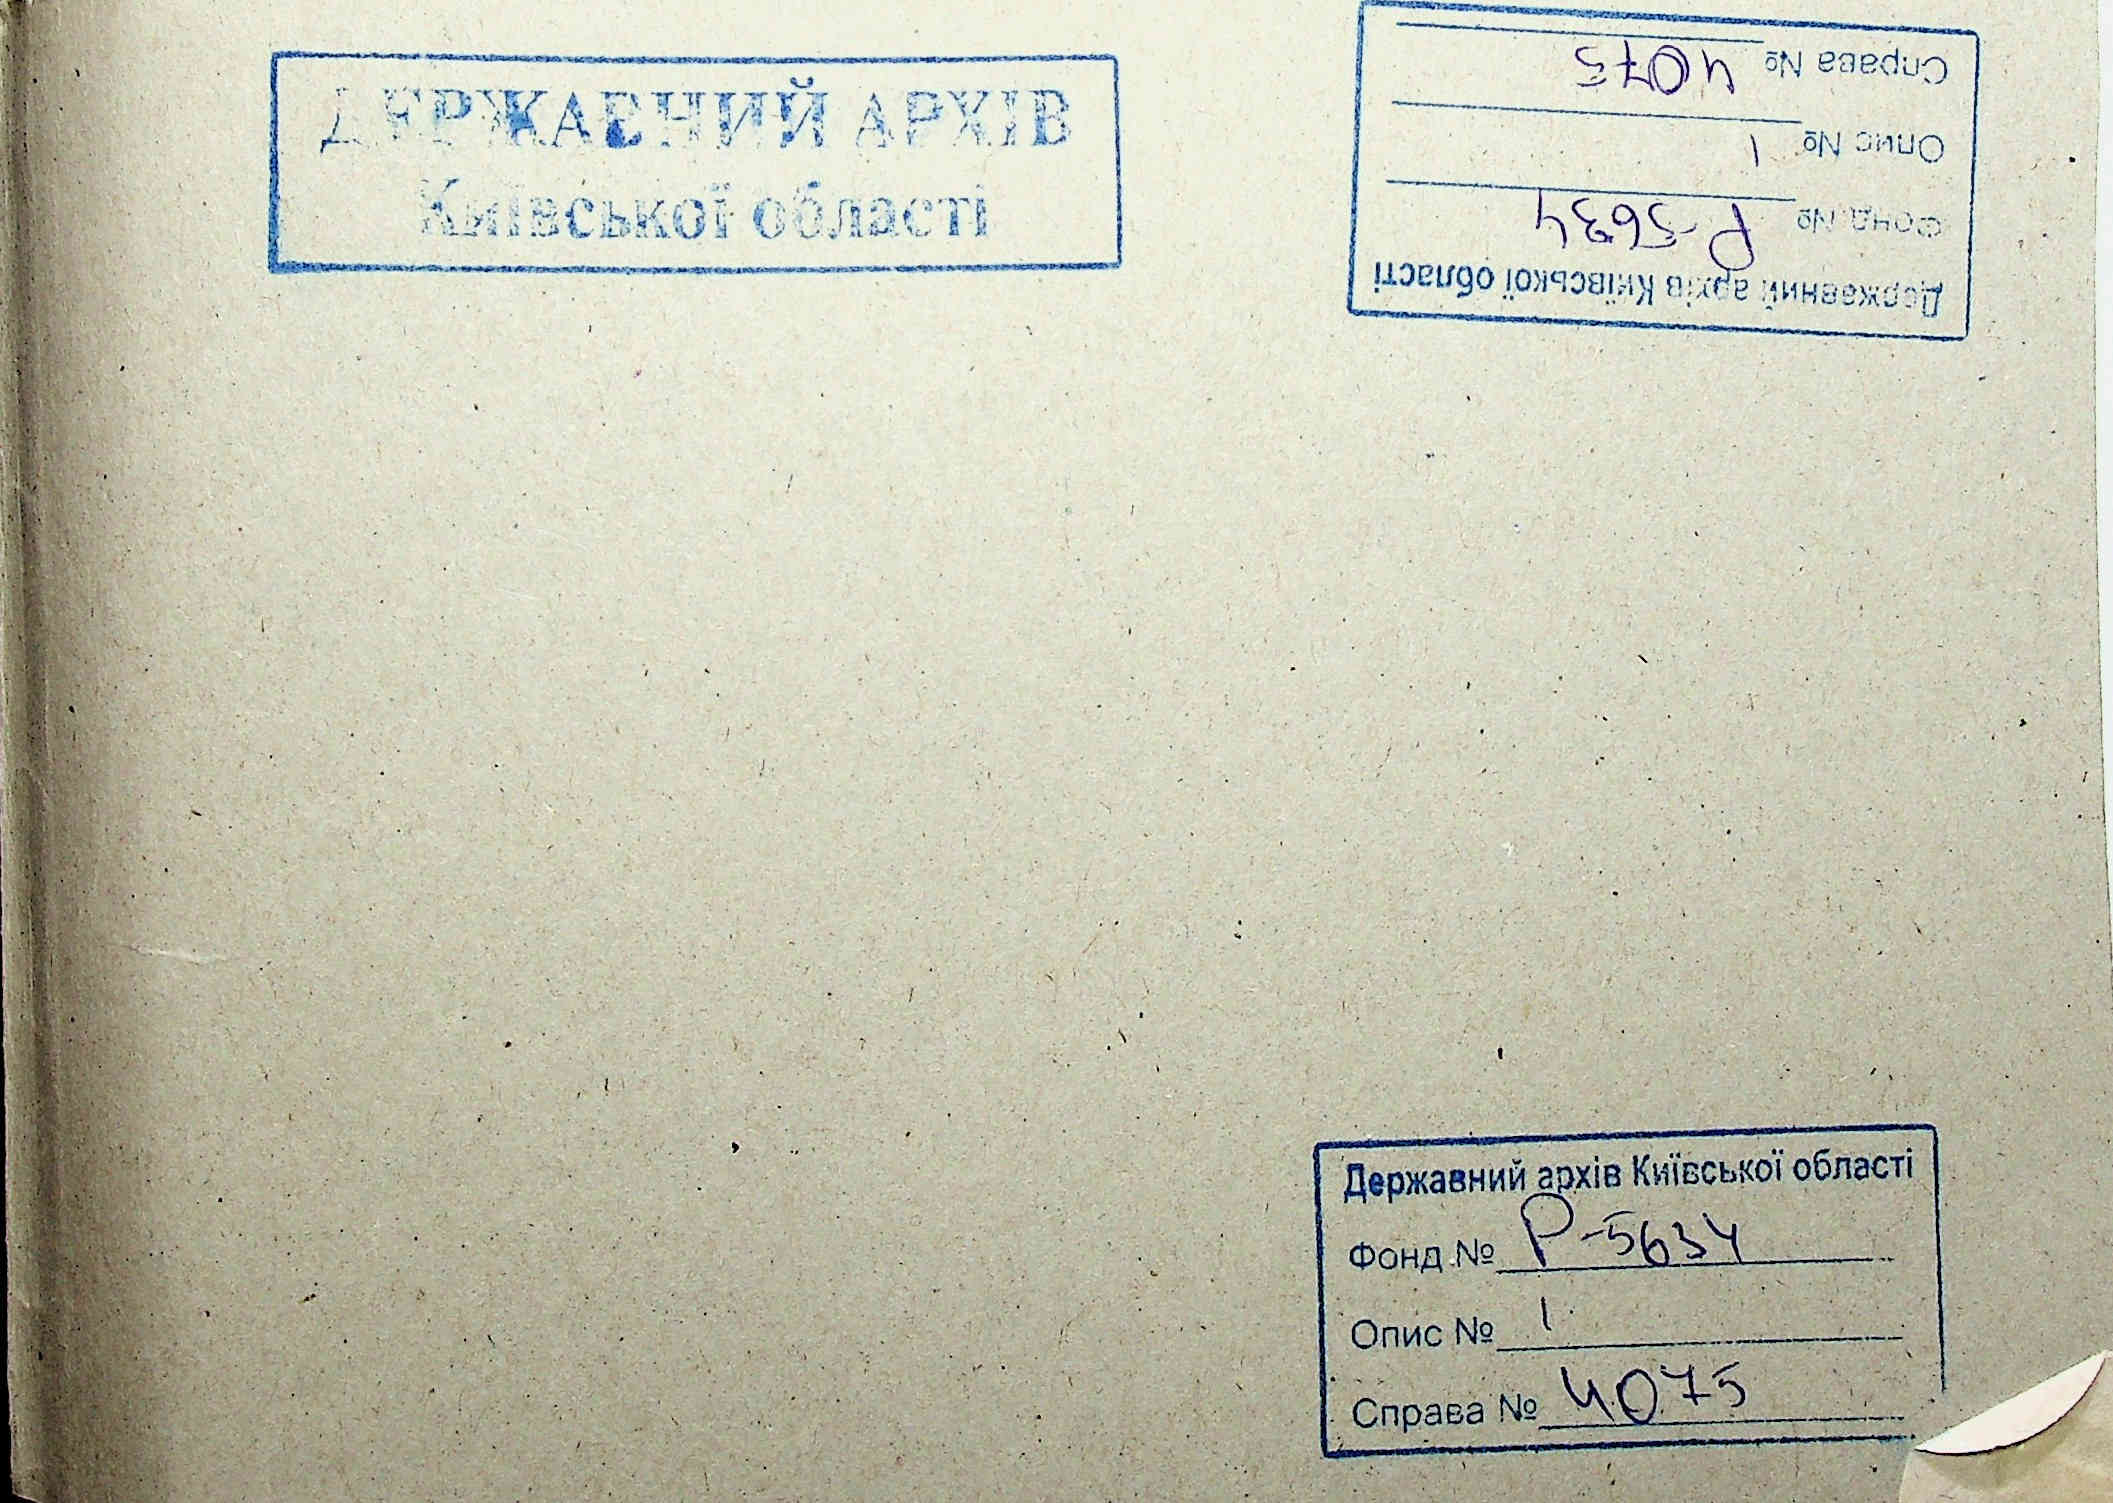 ДЕРЖАВНИЙ АРХІВ
Київської області
Державний архів Київської області
Фонд № Р-5634
Опис № 1
Справа № 4075
Державний архів Київської області
Фонд № Р-5634
Опис № 1
Справа № 4075